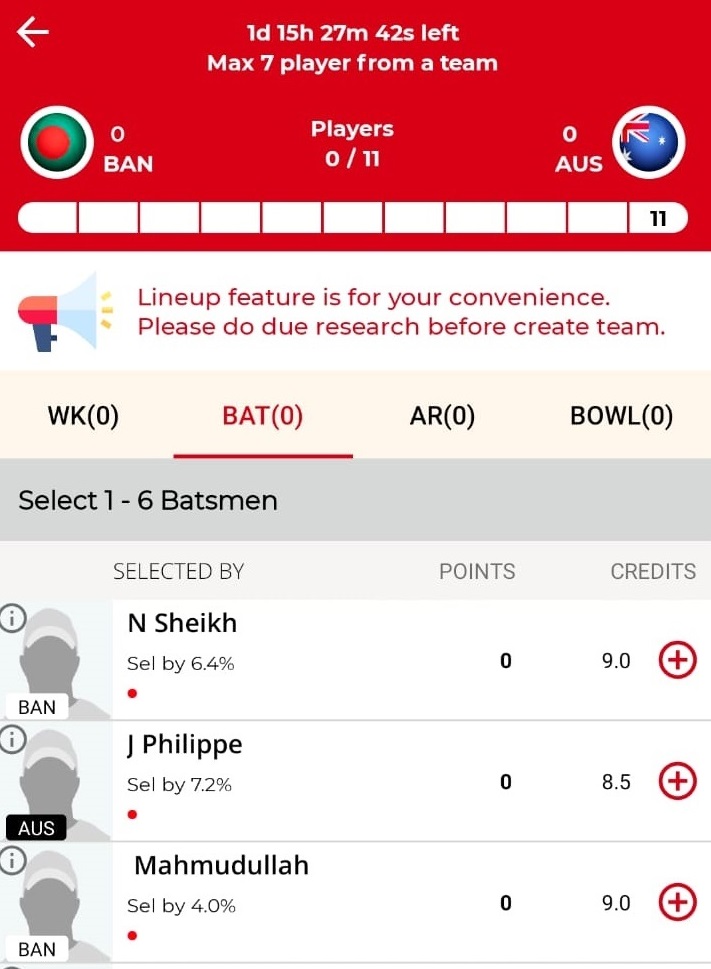 1d 15h 27m 42s left
Max 7 player from a team
0
BAN
Players
0 / 11
0
AUS
11
Lineup feature is for your convenience.
Please do due research before create team.
WK(0) BAT(0) AR(0) BOWL(0)
Select 1 - 6 Batsmen
SELECTED BY POINTS CREDITS
N Sheikh
Sel by 6.4% 0 9.0
BAN
J Philippe
Sel by 7.2% 0 8.5
AUS
Mahmudullah
Sel by 4.0% 0 9.0
BAN